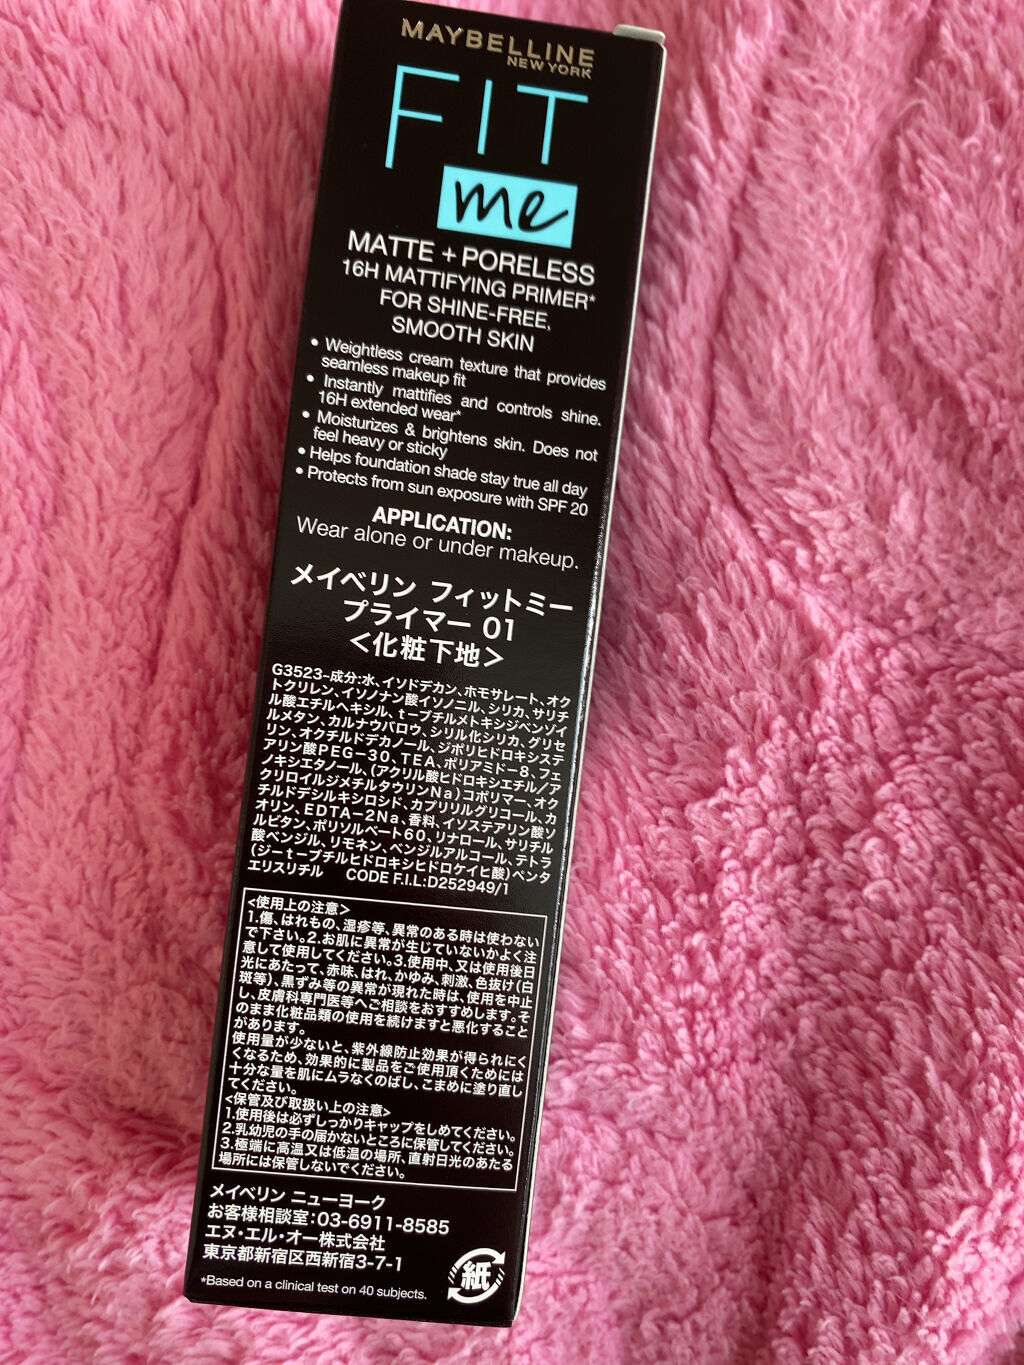 MAYBELLINE
NEW YORK
FIT
me
MATTE + PORELESS
16H MATTIFYING PRIMER*
FOR SHINE-FREE,
SMOOTH SKIN
• Weightless cream texture that provides
seamless makeup fit
• Instantly mattifies and controls shine.
16H extended wear*
• Moisturizes & brightens skin. Does not
feel heavy or sticky
• Helps foundation shade stay true all day
• Protects from sun exposure with SPF 20
APPLICATION:
Wear alone or under makeup.
メイベリン フィットミー
プライマー 01
<化粧下地>
G3523-成分:水、イソドデカン、ホモサレート、オク
トクリレン、イソノナン酸イソノニル、シリカ、サリチ
ル酸エチルヘキシル、t-ブチルメトキシジベンゾイ
ルメタン、カルナウバロウ、シリル化シリカ、グリセ
リン、オクチルドデカノール、ジポリヒドロキシステ
アリン酸PEG-30、TEA、ポリアミド-8、フェ
ノキシエタノール、(アクリル酸ヒドロキシエチル/ア
クリロイルジメチルタウリンNa)コポリマー、オク
チルドデシルキシロシド、カプリリルグリコール、カ
オリン、EDTA-2Na、香料、イソステアリン酸ソ
ルビタン、ポリソルベート60、リナロール、サリチル
酸ベンジル、リモネン、ベンジルアルコール、テトラ
(ジ-t-ブチルヒドロキシヒドロケイヒ酸)ペンタ
エリスリチル CODE F.I.L:D252949/1
<使用上の注意>
1.傷、はれもの、湿疹等、異常のある時は使わない
で下さい。2.お肌に異常が生じていないかよく注
意して使用してください。3.使用中、又は使用後日
光にあたって、赤味、はれ、かゆみ、刺激、色抜け(白
斑等)、黒ずみ等の異常が現れた時は、使用を中止
し、皮膚科専門医等へご相談をおすすめします。そ
のまま化粧品類の使用を続けますと悪化すること
があります。
使用量が少ないと、紫外線防止効果が得られにく
くなるため、効果的に製品をご使用頂くためには
十分な量を肌にムラなくのばし、こまめに塗り直し
てください。
<保管及び取扱い上の注意>
1.使用後は必ずしっかりキャップをしめてください。
2.乳幼児の手の届かないところに保管してください。
3.極端に高温又は低温の場所、直射日光のあたる
場所には保管しないでください。
メイベリン ニューヨーク
お客様相談室:03-6911-8585
エヌ・エル・オー株式会社
東京都新宿区西新宿3-7-1
*Based on a clinical test on 40 subjects.
紙